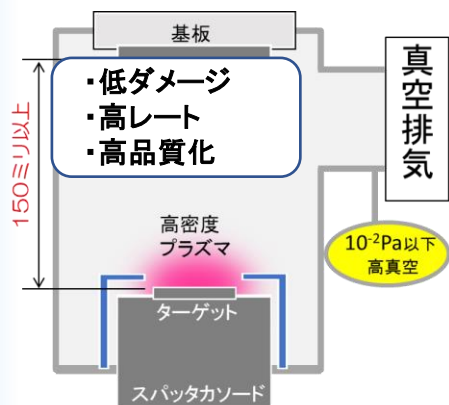 基板
・低ダメージ
・高レート
・高品質化
150ミリ以上
真空排気
10⁻²Pa以下
高真空
高密度
プラズマ
ターゲット
スパッタカソード